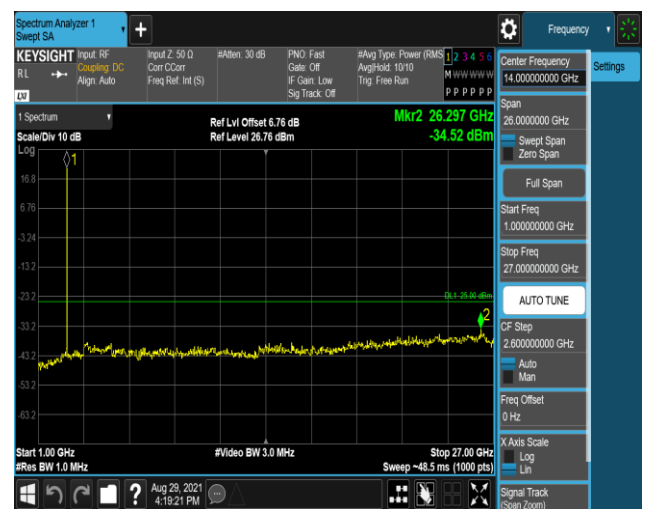 Spectrum Analyzer 1
Swept SA
Frequency
KEYSIGHT
RL
LXI
Input: RF
Coupling: DC
Align: Auto
Input Z: 50 Ω
Corr CCorr
Freq Ref: Int (S)
#Atten: 30 dB
PNO: Fast
Gate: Off
IF Gain: Low
Sig Track: Off
#Avg Type: Power (RMS
Avg|Hold: 10/10
Trig: Free Run
1 2 3 4 5 6
M W W W W W
P P P P P P
Center Frequency
14.000000000 GHz
Settings
Span
26.0000000 GHz
Swept Span
Zero Span
Full Span
Start Freq
1.000000000 GHz
Stop Freq
27.000000000 GHz
AUTO TUNE
CF Step
2.600000000 GHz
Auto
Man
Freq Offset
0 Hz
X Axis Scale
Log
Lin
Signal Track
(Span Zoom)
1 Spectrum
Scale/Div 10 dB
Log
Ref Lvl Offset 6.76 dB
Ref Level 26.76 dBm
Mkr2 26.297 GHz
-34.52 dBm
1
16.8
6.76
-3.24
-13.2
-23.2
DL1 -25.00 dBm
2
-33.2
-43.2
-53.2
-63.2
Start 1.00 GHz
#Res BW 1.0 MHz
#Video BW 3.0 MHz
Stop 27.00 GHz
Sweep ~48.5 ms (1000 pts)
Aug 29, 2021
4:19:21 PM